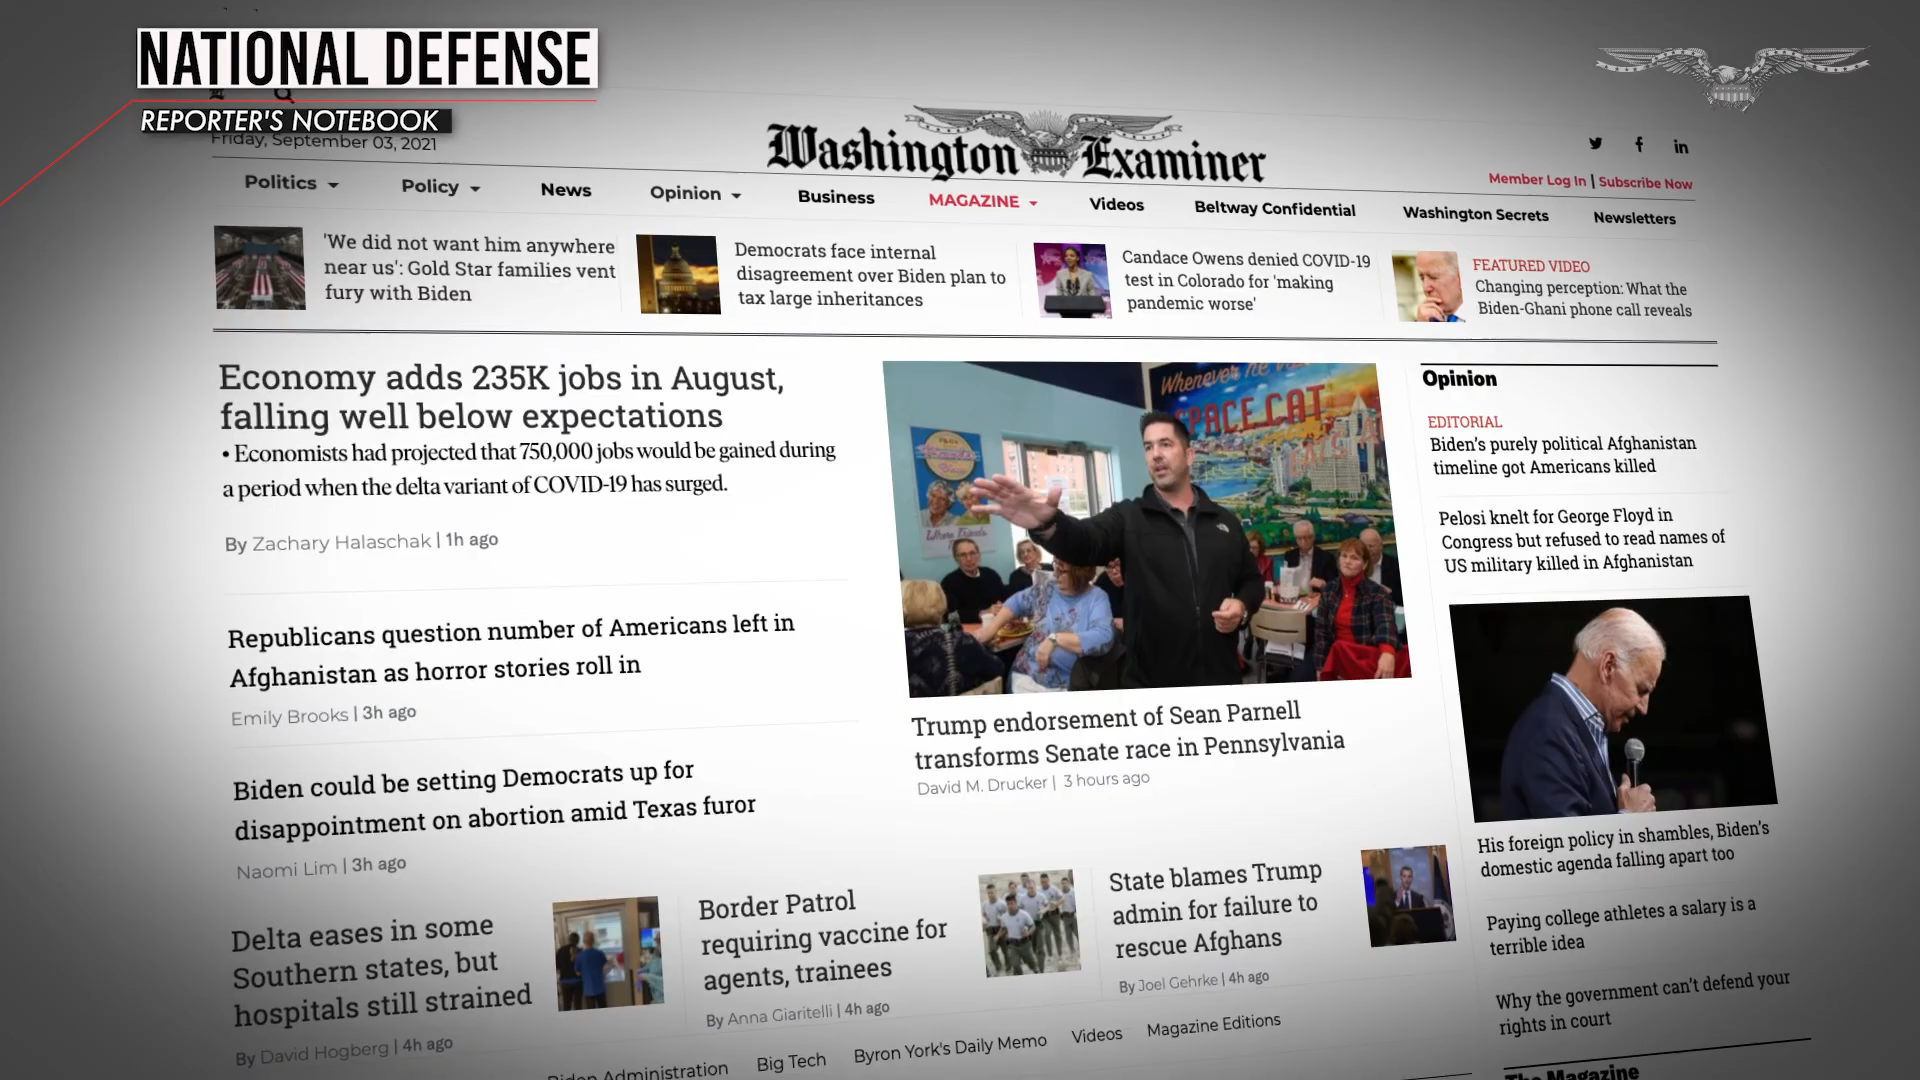 NATIONAL DEFENSE
REPORTER'S NOTEBOOK
Friday, September 03, 2021
Washington Examiner
Member Log In | Subscribe Now
Politics
Policy
News
Opinion
Business
MAGAZINE
Videos
Beltway Confidential
Washington Secrets
Newsletters
'We did not want him anywhere
near us': Gold Star families vent
fury with Biden
Democrats face internal
disagreement over Biden plan to
tax large inheritances
Candace Owens denied COVID-19
test in Colorado for 'making
pandemic worse'
FEATURED VIDEO
Changing perception: What the
Biden-Ghani phone call reveals
Economy adds 235K jobs in August,
falling well below expectations
• Economists had projected that 750,000 jobs would be gained during
a period when the delta variant of COVID-19 has surged.
By Zachary Halaschak | 1h ago
Republicans question number of Americans left in
Afghanistan as horror stories roll in
Emily Brooks | 3h ago
Biden could be setting Democrats up for
disappointment on abortion amid Texas furor
Naomi Lim | 3h ago
Whenever he
SPACE CAT
Trump endorsement of Sean Parnell
transforms Senate race in Pennsylvania
David M. Drucker | 3 hours ago
Opinion
EDITORIAL
Biden's purely political Afghanistan
timeline got Americans killed
Pelosi knelt for George Floyd in
Congress but refused to read names of
US military killed in Afghanistan
His foreign policy in shambles, Biden's
domestic agenda falling apart too
Paying college athletes a salary is a
terrible idea
Why the government can't defend your
rights in court
Delta eases in some
Southern states, but
hospitals still strained
By David Hogberg | 4h ago
Border Patrol
requiring vaccine for
agents, trainees
By Anna Giaritelli | 4h ago
State blames Trump
admin for failure to
rescue Afghans
By Joel Gehrke | 4h ago
Biden Administration
Big Tech
Byron York's Daily Memo
Videos
Magazine Editions
The Magazine